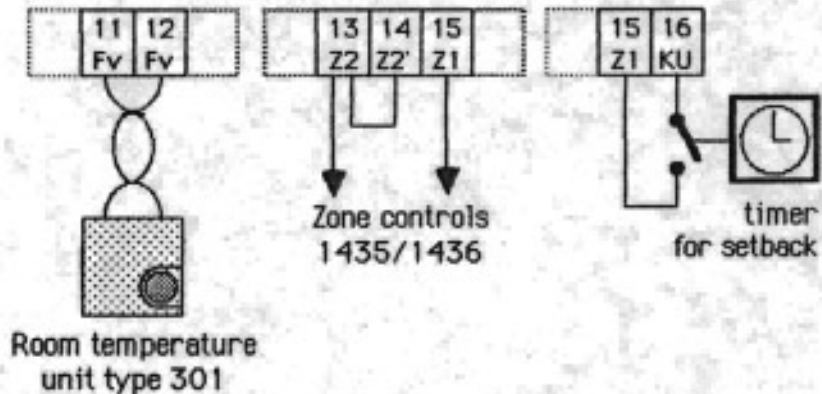 11 12
Fv Fv
13 14 15
Z2 Z2' Z1
15 16
Z1 KU
Room temperature
unit type 301
Zone controls
1435/1436
timer
for setback